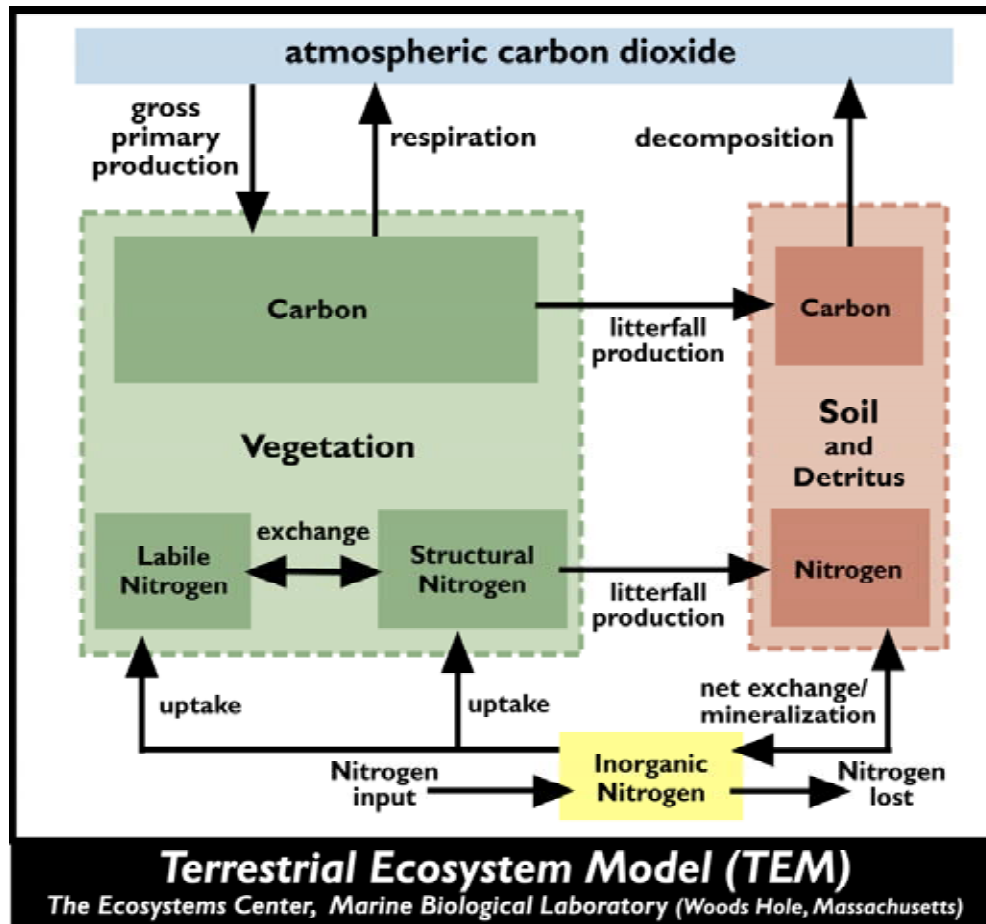 atmospheric carbon dioxide
gross
primary
production
respiration
decomposition
Carbon
litterfall
production
Carbon
Vegetation
Soil
and
Detritus
Labile
Nitrogen
exchange
Structural
Nitrogen
litterfall
production
Nitrogen
uptake
uptake
net exchange/
mineralization
Nitrogen
input
Inorganic
Nitrogen
Nitrogen
lost
Terrestrial Ecosystem Model (TEM)
The Ecosystems Center, Marine Biological Laboratory (Woods Hole, Massachusetts)